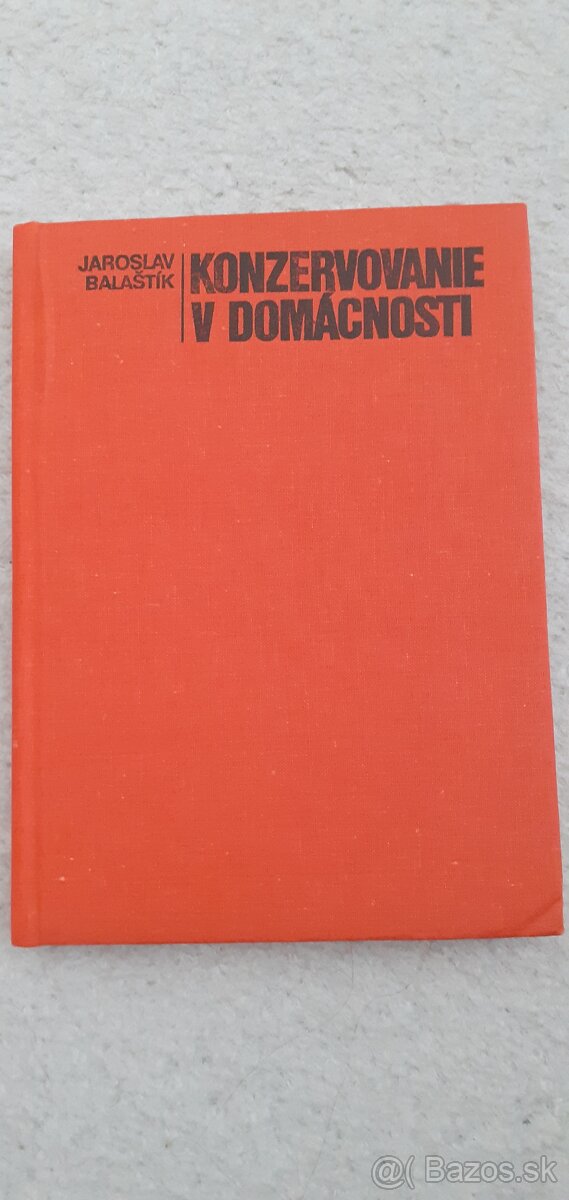 JAROSLAV
BALAŠTÍK
KONZERVOVANIE
V DOMÁCNOSTI
@( Bazos.sk